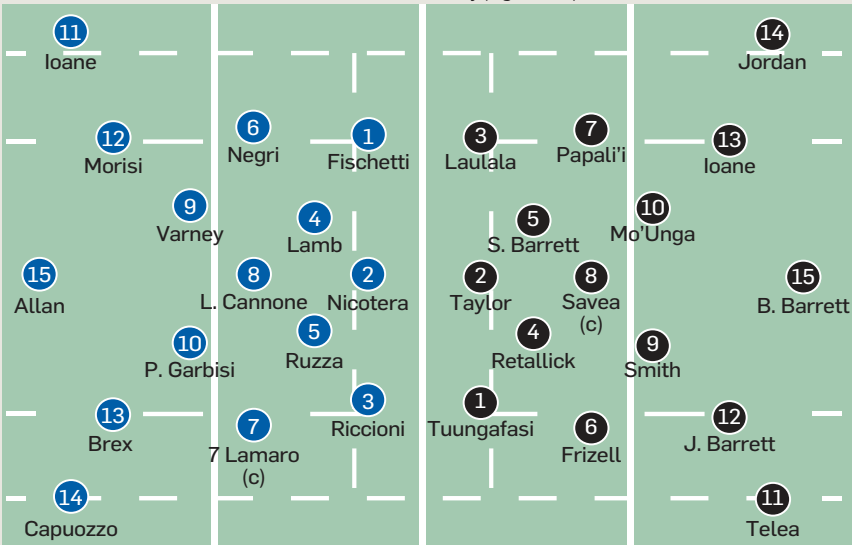 11
Ioane
12
Morisi
9
Varney
15
Allan
10
P. Garbisi
13
Brex
14
Capuozzo
6
Negri
1
Fischetti
4
Lamb
8
L. Cannone
2
Nicotera
5
Ruzza
7
7 Lamaro
(c)
3
Riccioni
3
Laulala
7
Papali'i
5
S. Barrett
2
Taylor
8
Savea
(c)
4
Retallick
1
Tuungafasi
6
Frizell
14
Jordan
13
Ioane
10
Mo'Unga
15
B. Barrett
9
Smith
12
J. Barrett
11
Telea